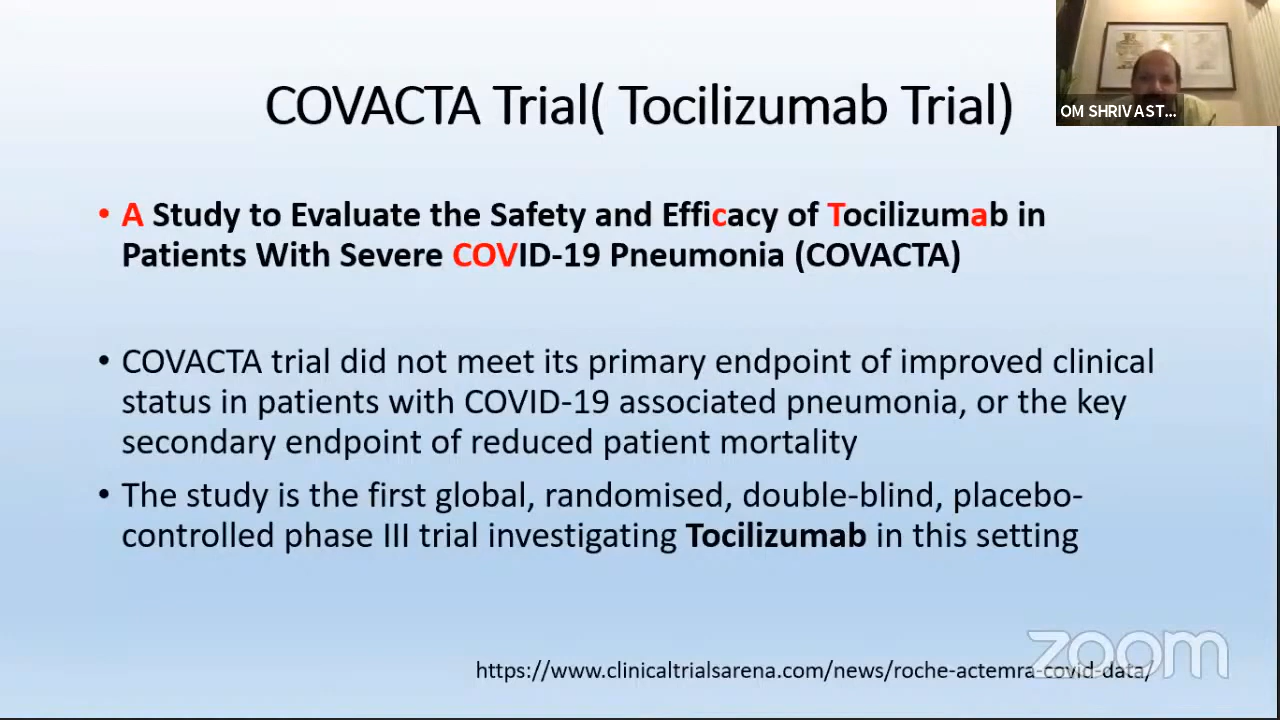 COVACTA Trial( Tocilizumab Trial)
OM SHRIVAST...
• A Study to Evaluate the Safety and Efficacy of Tocilizumab in
Patients With Severe COVID-19 Pneumonia (COVACTA)
• COVACTA trial did not meet its primary endpoint of improved clinical
status in patients with COVID-19 associated pneumonia, or the key
secondary endpoint of reduced patient mortality
• The study is the first global, randomised, double-blind, placebo-
controlled phase III trial investigating Tocilizumab in this setting
https://www.clinicaltrialsarena.com/news/roche-actemra-covid-data/
zoom